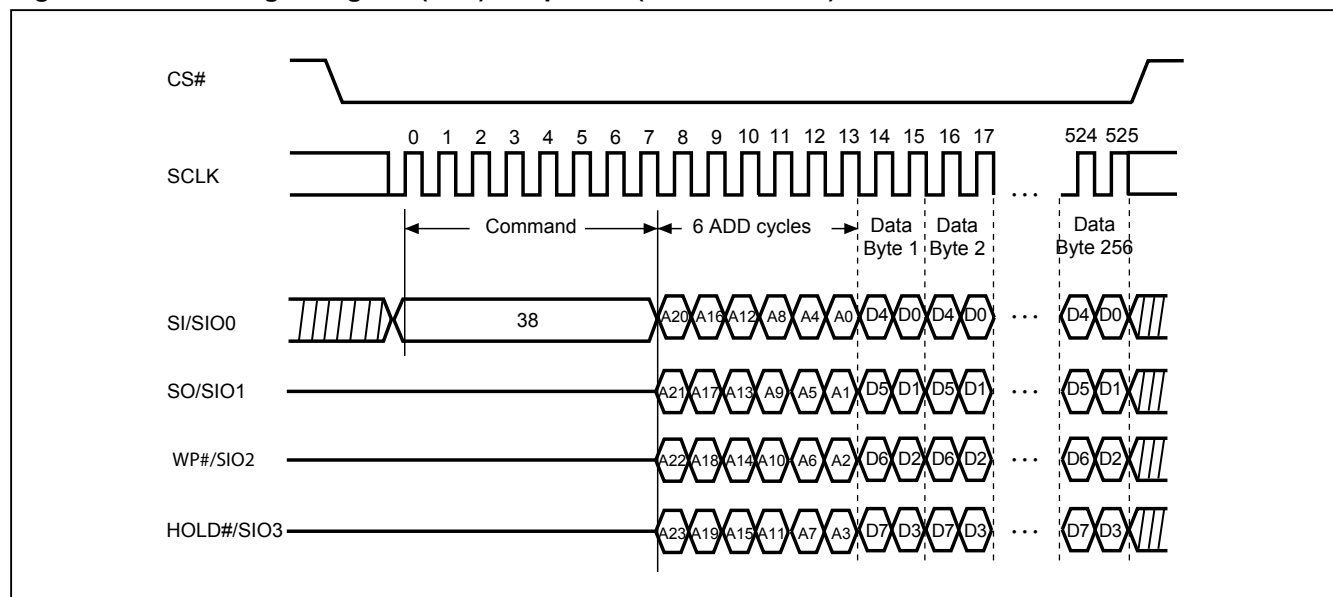 CS#
0 1 2 3 4 5 6 7 8 9 10 11 12 13 14 15 16 17 524 525
SCLK
...
Command 6 ADD cycles Data Byte 1 Data Byte 2 Data Byte 256
SI/SIO0 38 A20 A16 A12 A8 A4 A0 D4 D0 D4 D0 ... D4 D0
SO/SIO1 A21 A17 A13 A9 A5 A1 D5 D1 D5 D1 ... D5 D1
WP#/SIO2 A22 A18 A14 A10 A6 A2 D6 D2 D6 D2 ... D6 D2
HOLD#/SIO3 A23 A19 A15 A11 A7 A3 D7 D3 D7 D3 ... D7 D3